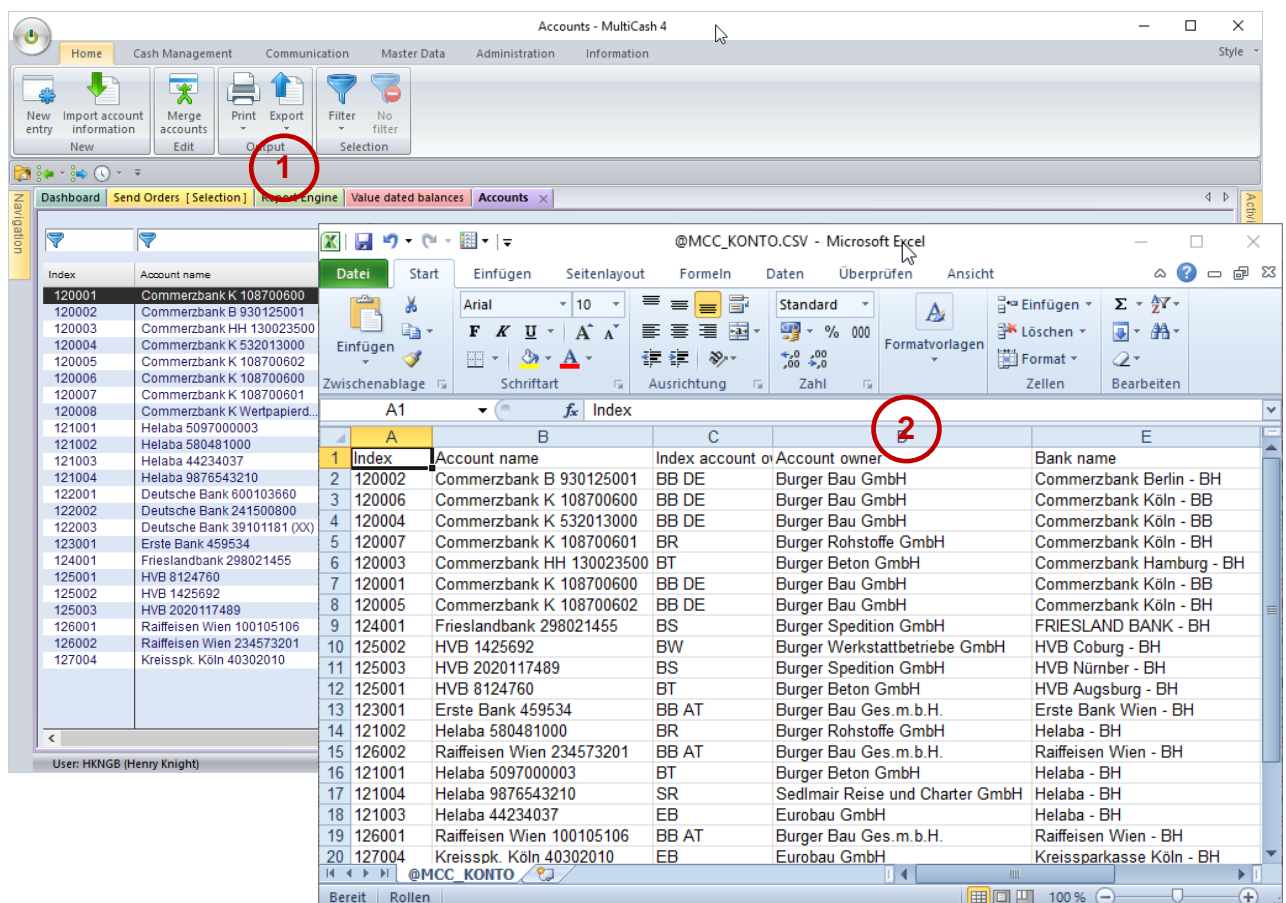 Accounts - MultiCash 4
Home Cash Management Communication Master Data Administration Information Style
New entry Import account information Merge accounts Print Export Filter No filter
New Edit Output Selection
1
Dashboard Send Orders [Selection] Report Engine Value dated balances Accounts
Navigation
Activi
Index Account name
120001 Commerzbank K 108700600
120002 Commerzbank B 930125001
120003 Commerzbank HH 130023500
120004 Commerzbank K 532013000
120005 Commerzbank K 108700602
120006 Commerzbank K 108700600
120007 Commerzbank K 108700601
120008 Commerzbank K Wertpapierd...
121001 Helaba 5097000003
121002 Helaba 580481000
121003 Helaba 44234037
121004 Helaba 9876543210
122001 Deutsche Bank 600103660
122002 Deutsche Bank 241500800
122003 Deutsche Bank 39101181 (XX)
123001 Erste Bank 459534
124001 Frieslandbank 298021455
125001 HVB 8124760
125002 HVB 1425692
125003 HVB 2020117489
126001 Raiffeisen Wien 100105106
126002 Raiffeisen Wien 234573201
127004 Kreisspk. Köln 40302010
User: HKNGB (Henry Knight)
@MCC_KONTO.CSV - Microsoft Excel
Datei Start Einfügen Seitenlayout Formeln Daten Überprüfen Ansicht
Arial 10 Standard Einfügen Σ
Einfügen F K U A A % 000 Formatvorlagen Löschen
A Format
Zwischenablage Schriftart Ausrichtung Zahl Zellen Bearbeiten
A1 fx Index
2
A B C E
1 Index Account name Index account o Account owner Bank name
2 120002 Commerzbank B 930125001 BB DE Burger Bau GmbH Commerzbank Berlin - BH
3 120006 Commerzbank K 108700600 BB DE Burger Bau GmbH Commerzbank Köln - BB
4 120004 Commerzbank K 532013000 BB DE Burger Bau GmbH Commerzbank Köln - BB
5 120007 Commerzbank K 108700601 BR Burger Rohstoffe GmbH Commerzbank Köln - BH
6 120003 Commerzbank HH 130023500 BT Burger Beton GmbH Commerzbank Hamburg - BH
7 120001 Commerzbank K 108700600 BB DE Burger Bau GmbH Commerzbank Köln - BB
8 120005 Commerzbank K 108700602 BB DE Burger Bau GmbH Commerzbank Köln - BH
9 124001 Frieslandbank 298021455 BS Burger Spedition GmbH FRIESLAND BANK - BH
10 125002 HVB 1425692 BW Burger Werkstattbetriebe GmbH HVB Coburg - BH
11 125003 HVB 2020117489 BS Burger Spedition GmbH HVB Nürnber - BH
12 125001 HVB 8124760 BT Burger Beton GmbH HVB Augsburg - BH
13 123001 Erste Bank 459534 BB AT Burger Bau Ges.m.b.H. Erste Bank Wien - BH
14 121002 Helaba 580481000 BR Burger Rohstoffe GmbH Helaba - BH
15 126002 Raiffeisen Wien 234573201 BB AT Burger Bau Ges.m.b.H. Raiffeisen Wien - BH
16 121001 Helaba 5097000003 BT Burger Beton GmbH Helaba - BH
17 121004 Helaba 9876543210 SR Sedlmair Reise und Charter GmbH Helaba - BH
18 121003 Helaba 44234037 EB Eurobau GmbH Helaba - BH
19 126001 Raiffeisen Wien 100105106 BB AT Burger Bau Ges.m.b.H. Raiffeisen Wien - BH
20 127004 Kreisspk. Köln 40302010 EB Eurobau GmbH Kreissparkasse Köln - BH
@MCC_KONTO
Bereit Rollen 100 %